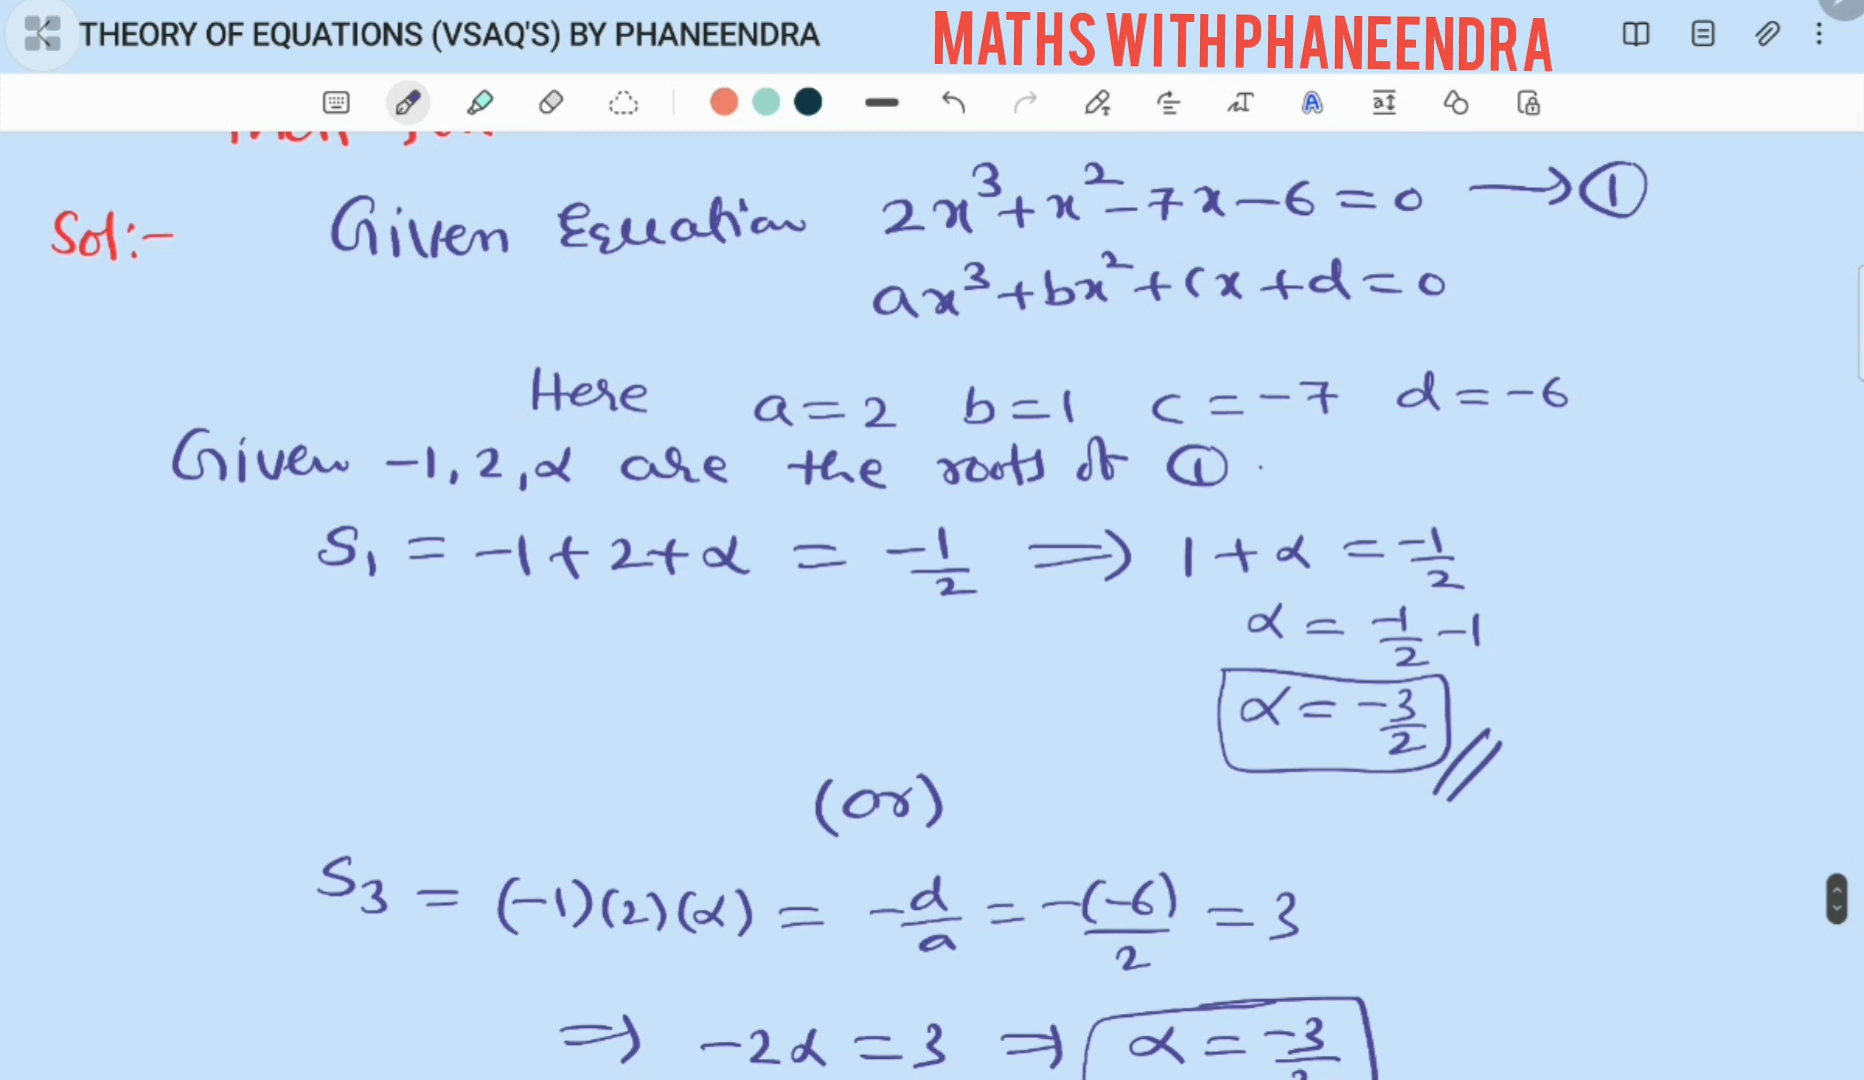 THEORY OF EQUATIONS (VSAQ'S) BY PHANEENDRA
MATHS WITH PHANEENDRA
Sol:- Given Equation 2x³+x²-7x-6=0 → ①
ax³+bx²+cx+d=0
Here a=2 b=1 c=-7 d=-6
Given -1, 2, α are the roots of ①.
S₁ = -1+2+α = -1/2 ⇒ 1+α = -1/2
α = -1/2 -1
α = -3/2
(or)
S₃ = (-1)(2)(α) = -d/a = -(-6)/2 = 3
⇒ -2α = 3 ⇒ α = -3/2